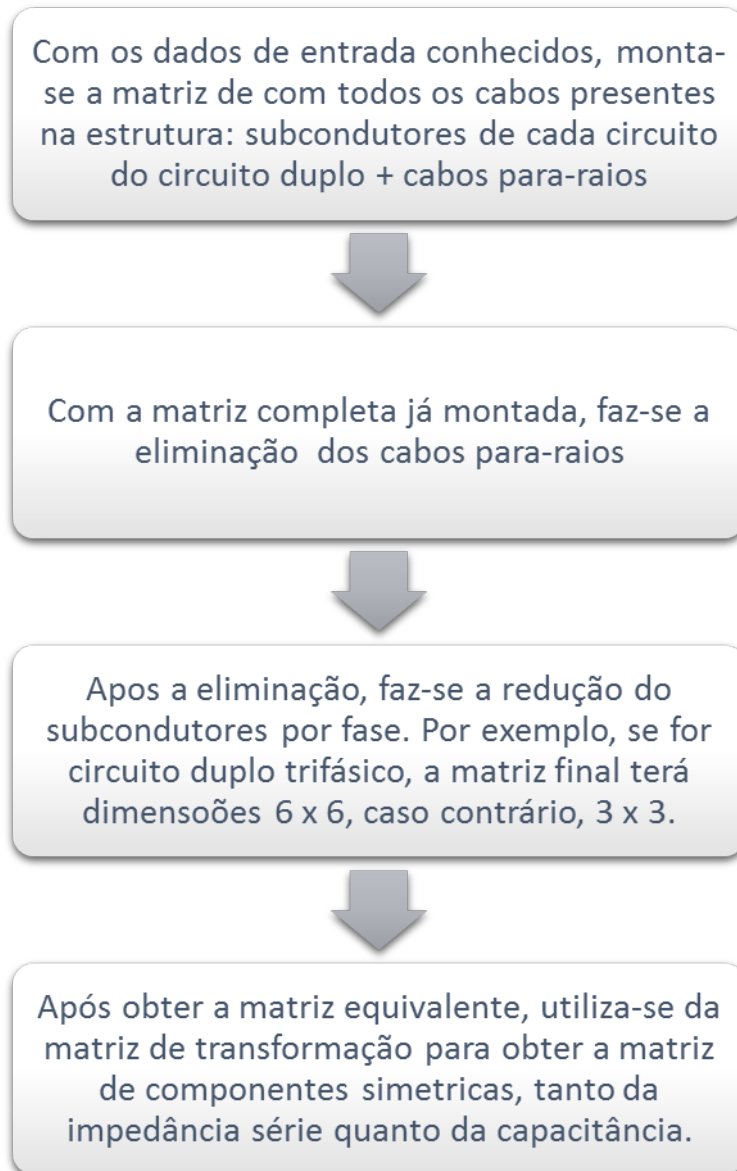 Com os dados de entrada conhecidos, monta-
se a matriz de com todos os cabos presentes
na estrutura: subcondutores de cada circuito
do circuito duplo + cabos para-raios
Com a matriz completa já montada, faz-se a
eliminação dos cabos para-raios
Apos a eliminação, faz-se a redução do
subcondutores por fase. Por exemplo, se for
circuito duplo trifásico, a matriz final terá
dimensoões 6 x 6, caso contrário, 3 x 3.
Após obter a matriz equivalente, utiliza-se da
matriz de transformação para obter a matriz
de componentes simetricas, tanto da
impedância série quanto da capacitância.